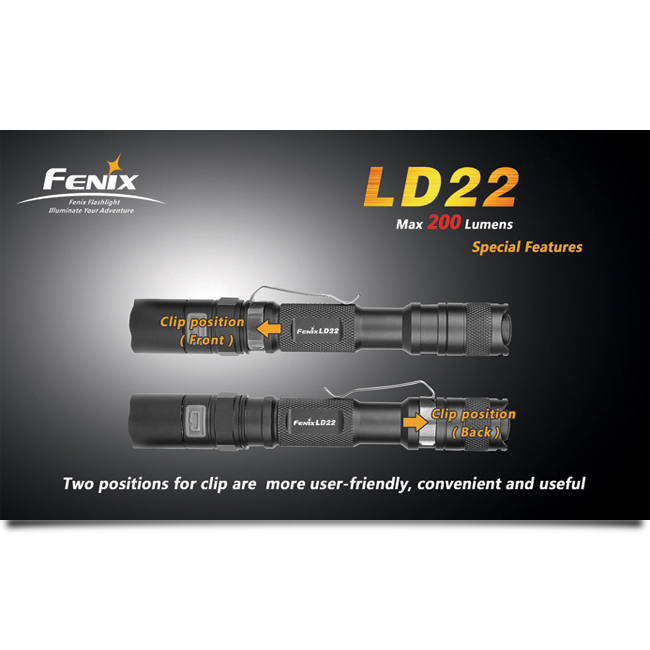 FENIX
Fenix Flashlight
Illuminate Your Adventure
LD22
Max 200 Lumens
Special Features
Clip position
( Front )
FENIX LD22
FENIX LD22
Clip position
( Back )
Two positions for clip are  more user-friendly, convenient and useful